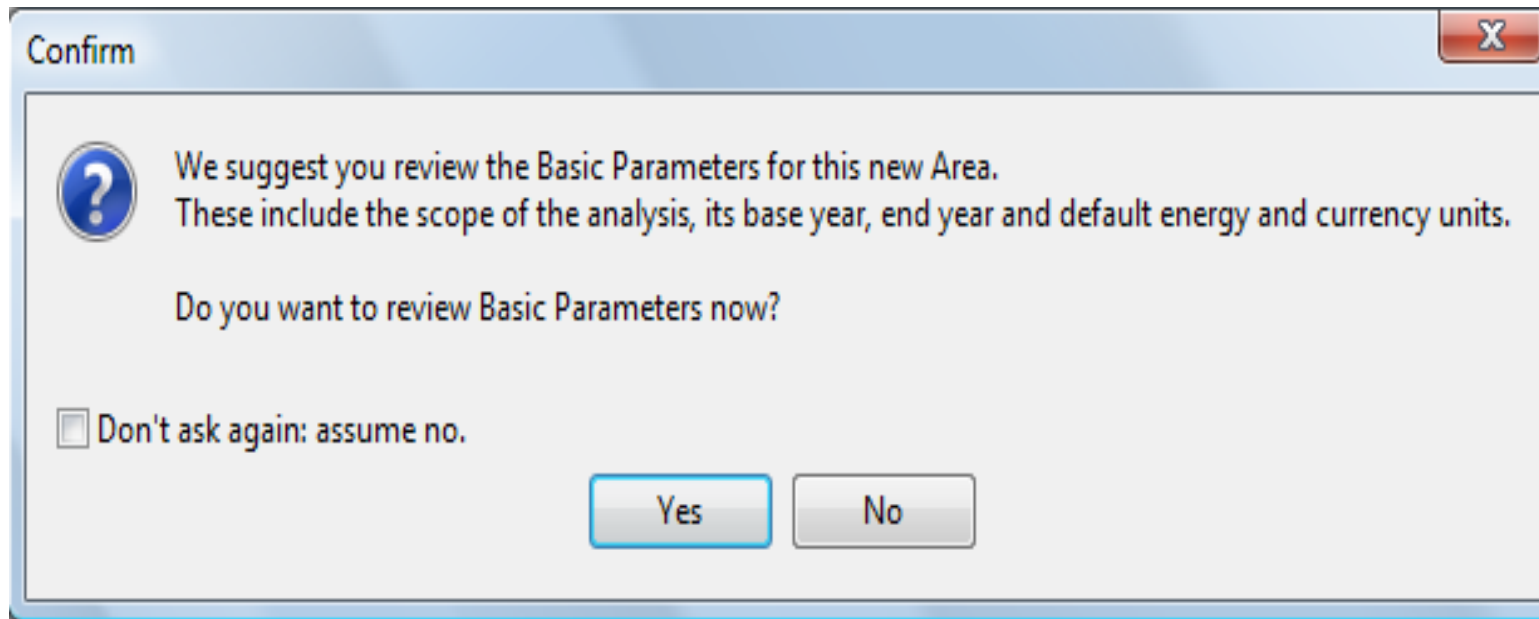 Confirm
We suggest you review the Basic Parameters for this new Area.
These include the scope of the analysis, its base year, end year and default energy and currency units.
Do you want to review Basic Parameters now?
Don't ask again: assume no.
Yes
No